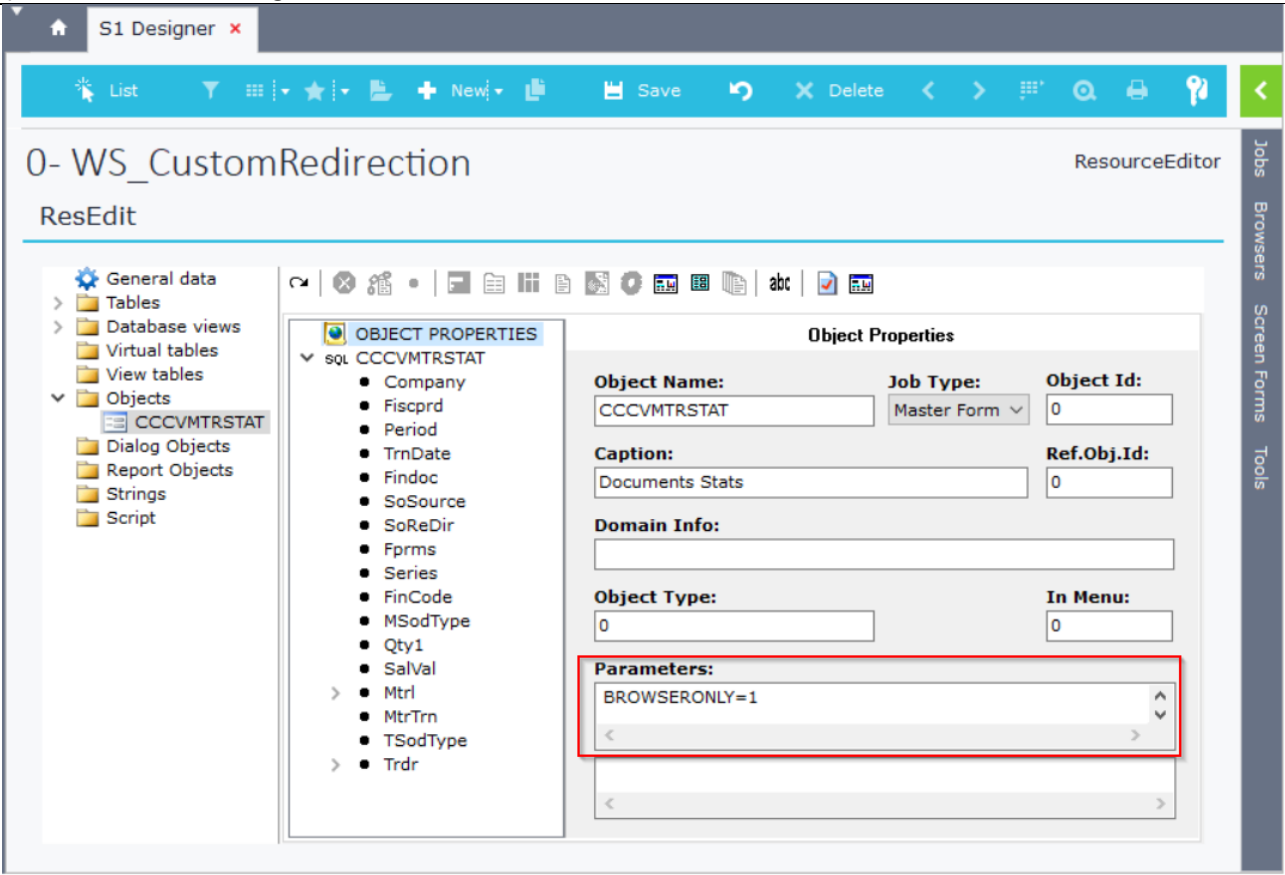 S1 Designer ×
List New Save Delete
0- WS_CustomRedirection
ResourceEditor
ResEdit
General data
Tables
Database views
Virtual tables
View tables
Objects
CCCVMTRSTAT
Dialog Objects
Report Objects
Strings
Script
abc
OBJECT PROPERTIES
SQL CCCVMTRSTAT
Company
Fiscprd
Period
TrnDate
Findoc
SoSource
SoReDir
Fprms
Series
FinCode
MSodType
Qty1
SalVal
Mtrl
MtrTrn
TSodType
Trdr
Object Properties
Object Name: Job Type: Object Id:
CCCVMTRSTAT Master Form 0
Caption: Ref.Obj.Id:
Documents Stats 0
Domain Info:
Object Type: In Menu:
0 0
Parameters:
BROWSERONLY=1
Jobs
Browsers
Screen Forms
Tools